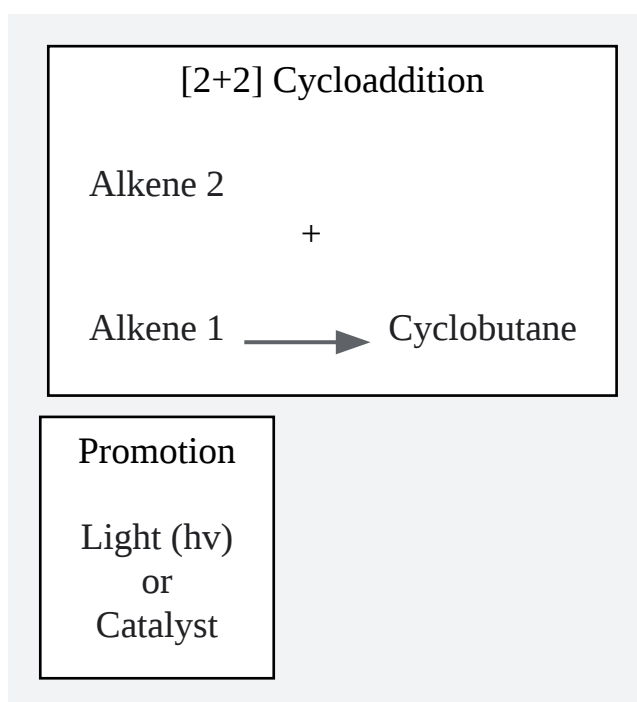 [2+2] Cycloaddition
Alkene 2
+
Alkene 1
Cyclobutane
Promotion
Light (hv)
or
Catalyst